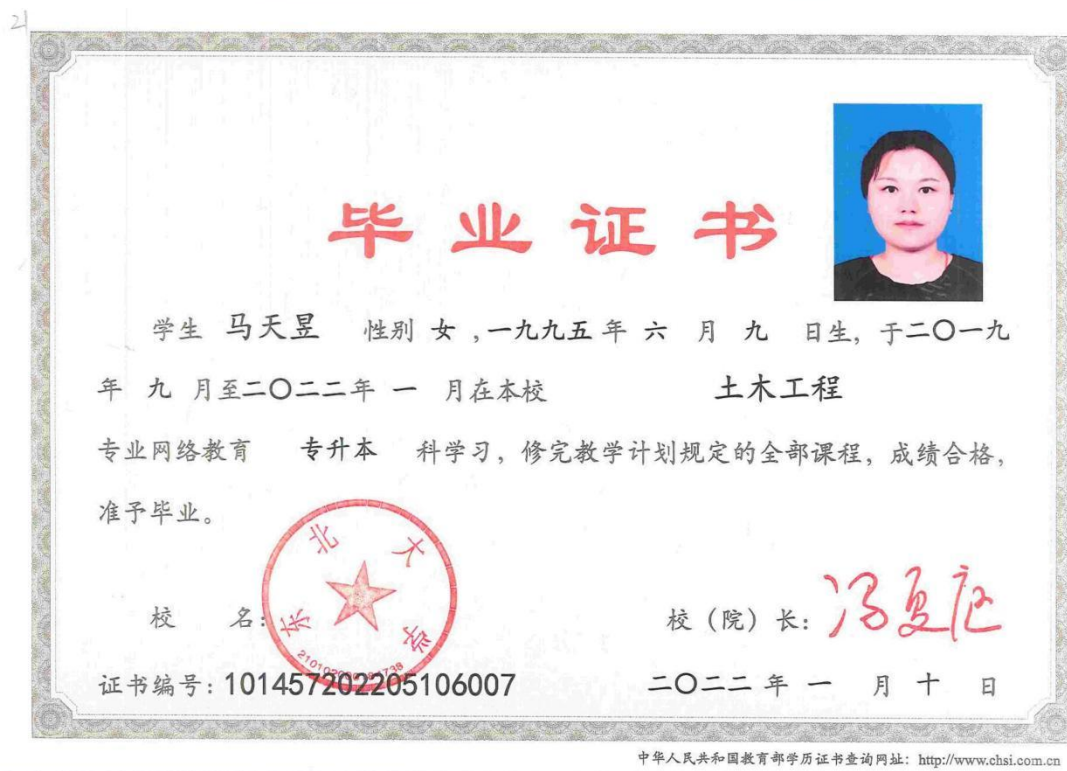 21
毕业证书
学生 马天昱 性别 女 ,一九九五 年 六 月 九 日生, 于二〇一九
年 九 月至二〇二二年 一 月在本校 土木工程
专业网络教育 专升本 科学习, 修完教学计划规定的全部课程, 成绩合格,
准予毕业。
东北大学
校 名: 校 (院) 长: 冯夏庭
证书编号: 101457202205106007 二〇二二 年 一 月 十 日
中华人民共和国教育部学历证书查询网址: http://www.chsi.com.cn